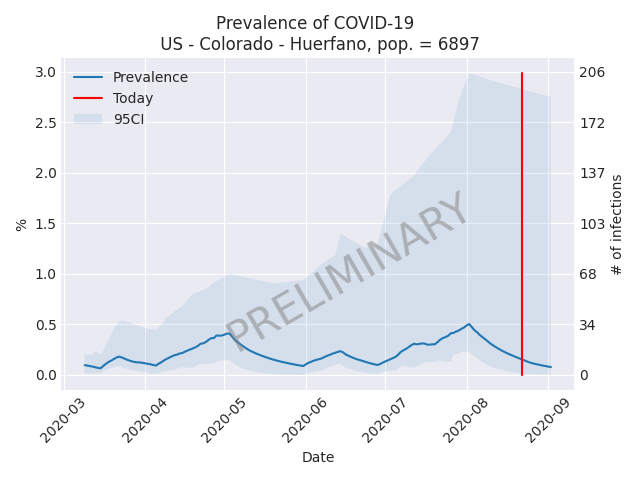 Prevalence of COVID-19
US - Colorado - Huerfano, pop. = 6897
Prevalence
Today
95CI
3.0
2.5
2.0
1.5
1.0
0.5
0.0
%
206
172
137
103
68
34
0
# of infections
PRELIMINARY
2020-03
2020-04
2020-05
2020-06
2020-07
2020-08
2020-09
Date